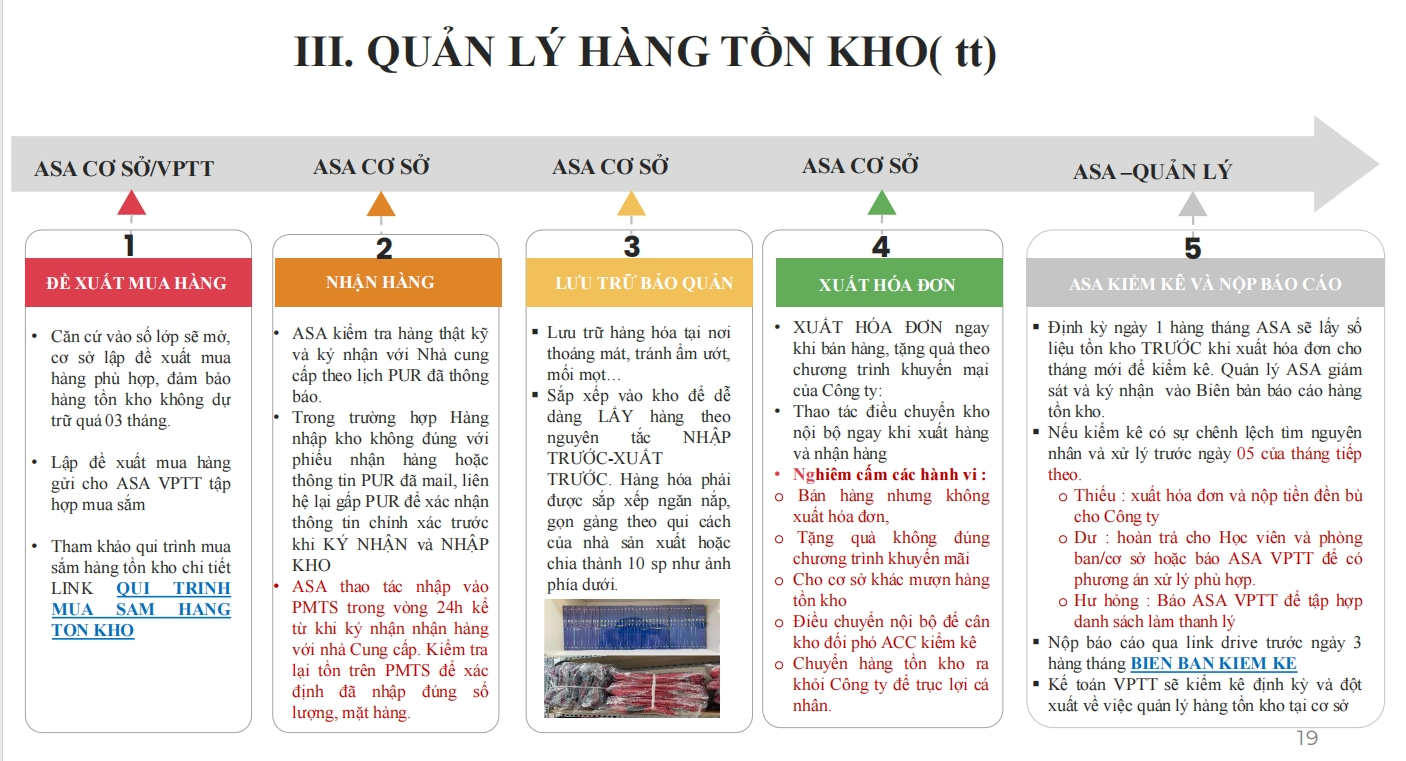 III. QUẢN LÝ HÀNG TỒN KHO( tt)
ASA CƠ SỞ/VPTT
ASA CƠ SỞ
ASA CƠ SỞ
ASA CƠ SỞ
ASA –QUẢN LÝ
1
ĐỀ XUẤT MUA HÀNG
• Căn cứ vào số lớp sẽ mở,
cơ sở lập đề xuất mua
hàng phù hợp, đảm bảo
hàng tồn kho không dự
trữ quá 03 tháng.
• Lập đề xuất mua hàng
gửi cho ASA VPTT tập
hợp mua sắm
• Tham khảo qui trình mua
sắm hàng tồn kho chi tiết
LINK QUI TRINH
MUA SAM HANG
TON KHO
2
NHẬN HÀNG
• ASA kiểm tra hàng thật kỹ
và ký nhận với Nhà cung
cấp theo lịch PUR đã thông
báo.
• Trong trường hợp Hàng
nhập kho không đúng với
phiếu nhận hàng hoặc
thông tin PUR đã mail, liên
hệ lại gấp PUR để xác nhận
thông tin chính xác trước
khi KÝ NHẬN và NHẬP
KHO
• ASA thao tác nhập vào
PMTS trong vòng 24h kể
từ khi ký nhận nhận hàng
với nhà Cung cấp. Kiểm tra
lại tồn trên PMTS để xác
định đã nhập đúng số
lượng, mặt hàng.
3
LƯU TRỮ BẢO QUẢN
▪ Lưu trữ hàng hóa tại nơi
thoáng mát, tránh ẩm ướt,
mối mọt…
▪ Sắp xếp vào kho để dễ
dàng LẤY hàng theo
nguyên tắc NHẬP
TRƯỚC-XUẤT
TRƯỚC. Hàng hóa phải
được sắp xếp ngăn nắp,
gọn gàng theo qui cách
của nhà sản xuất hoặc
chia thành 10 sp như ảnh
phía dưới.
4
XUẤT HÓA ĐƠN
• XUẤT HÓA ĐƠN ngay
khi bán hàng, tặng quà theo
chương trình khuyến mại
của Công ty:
• Thao tác điều chuyển kho
nội bộ ngay khi xuất hàng
và nhận hàng
• Nghiêm cấm các hành vi :
o Bán hàng nhưng không
xuất hóa đơn,
o Tặng quà không đúng
chương trình khuyến mãi
o Cho cơ sở khác mượn hàng
tồn kho
o Điều chuyển nội bộ để cân
kho đối phó ACC kiểm kê
o Chuyển hàng tồn kho ra
khỏi Công ty để trục lợi cá
nhân.
5
ASA KIỂM KÊ VÀ NỘP BÁO CÁO
▪ Định kỳ ngày 1 hàng tháng ASA sẽ lấy số
liệu tồn kho TRƯỚC khi xuất hóa đơn cho
tháng mới để kiểm kê. Quản lý ASA giám
sát và ký nhận vào Biên bản báo cáo hàng
tồn kho.
▪ Nếu kiểm kê có sự chênh lệch tìm nguyên
nhân và xử lý trước ngày 05 của tháng tiếp
theo.
o Thiếu : xuất hóa đơn và nộp tiền đền bù
cho Công ty
o Dư : hoàn trả cho Học viên và phòng
ban/cơ sở hoặc báo ASA VPTT để có
phương án xử lý phù hợp.
o Hư hỏng : Báo ASA VPTT để tập hợp
danh sách làm thanh lý
▪ Nộp báo cáo qua link drive trước ngày 3
hàng tháng BIEN BAN KIEM KE
▪ Kế toán VPTT sẽ kiểm kê định kỳ và đột
xuất về việc quản lý hàng tồn kho tại cơ sở
19